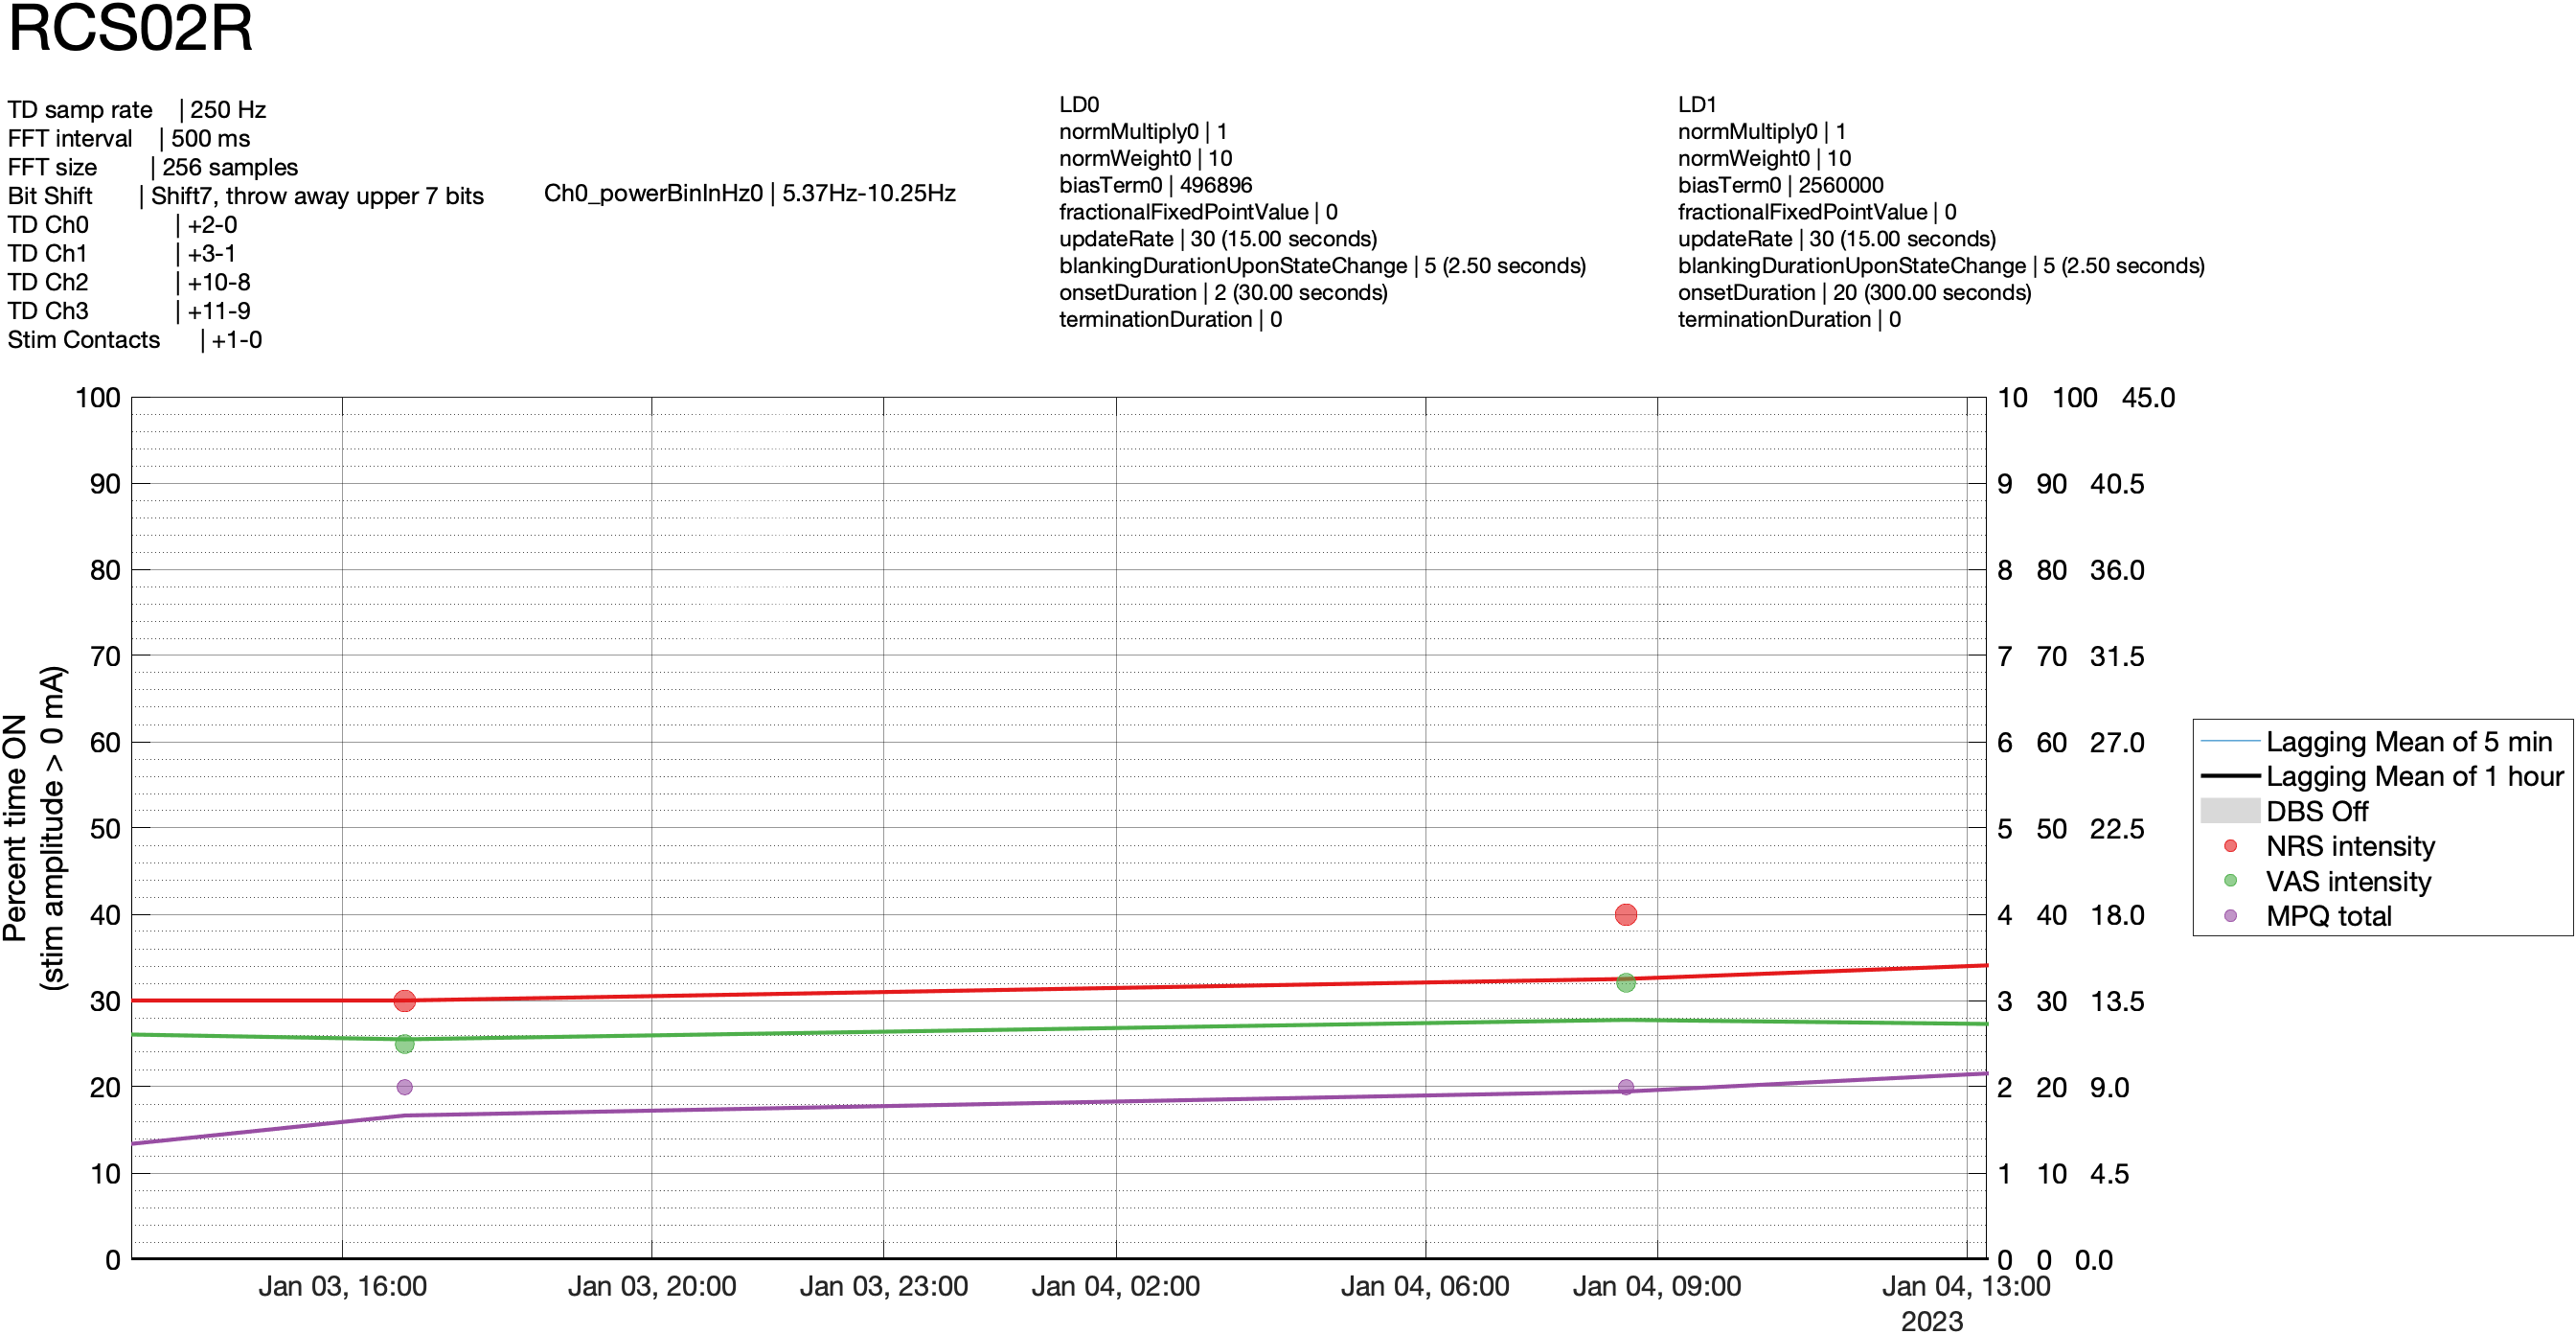 RCS02R
TD samp rate | 250 Hz
FFT interval | 500 ms
FFT size | 256 samples
Bit Shift | Shift7, throw away upper 7 bits
TD Ch0 | +2-0
TD Ch1 | +3-1
TD Ch2 | +10-8
TD Ch3 | +11-9
Stim Contacts | +1-0
Ch0_powerBinInHz0 | 5.37Hz-10.25Hz
LD0
normMultiply0 | 1
normWeight0 | 10
biasTerm0 | 496896
fractionalFixedPointValue | 0
updateRate | 30 (15.00 seconds)
blankingDurationUponStateChange | 5 (2.50 seconds)
onsetDuration | 2 (30.00 seconds)
terminationDuration | 0
LD1
normMultiply0 | 1
normWeight0 | 10
biasTerm0 | 2560000
fractionalFixedPointValue | 0
updateRate | 30 (15.00 seconds)
blankingDurationUponStateChange | 5 (2.50 seconds)
onsetDuration | 20 (300.00 seconds)
terminationDuration | 0
Percent time ON
(stim amplitude > 0 mA)
100
90
80
70
60
50
40
30
20
10
0
10 100 45.0
9 90 40.5
8 80 36.0
7 70 31.5
6 60 27.0
5 50 22.5
4 40 18.0
3 30 13.5
2 20 9.0
1 10 4.5
0 0 0.0
Jan 03, 16:00 Jan 03, 20:00 Jan 03, 23:00 Jan 04, 02:00 Jan 04, 06:00 Jan 04, 09:00 Jan 04, 13:00
2023
Lagging Mean of 5 min
Lagging Mean of 1 hour
DBS Off
NRS intensity
VAS intensity
MPQ total